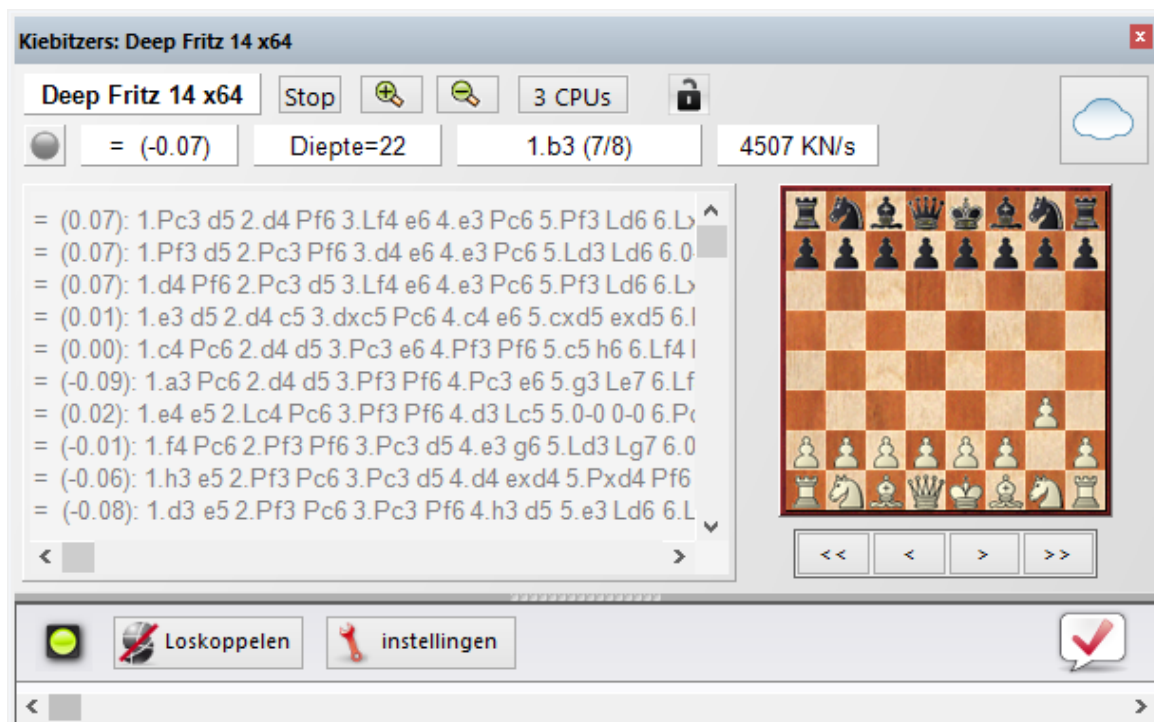 Kiebitzers: Deep Fritz 14 x64
x
Deep Fritz 14 x64 Stop 3 CPUs
= (-0.07) Diepte=22 1.b3 (7/8) 4507 KN/s
= (0.07): 1.Pc3 d5 2.d4 Pf6 3.Lf4 e6 4.e3 Pc6 5.Pf3 Ld6 6.Lx
= (0.07): 1.Pf3 d5 2.Pc3 Pf6 3.d4 e6 4.e3 Pc6 5.Ld3 Ld6 6.0-
= (0.07): 1.d4 Pf6 2.Pc3 d5 3.Lf4 e6 4.e3 Pc6 5.Pf3 Ld6 6.Lx
= (0.01): 1.e3 d5 2.d4 c5 3.dxc5 Pc6 4.c4 e6 5.cxd5 exd5 6.
= (0.00): 1.c4 Pc6 2.d4 d5 3.Pc3 e6 4.Pf3 Pf6 5.c5 h6 6.Lf4
= (-0.09): 1.a3 Pc6 2.d4 d5 3.Pf3 Pf6 4.Pc3 e6 5.g3 Le7 6.Lf
= (0.02): 1.e4 e5 2.Lc4 Pc6 3.Pf3 Pf6 4.d3 Lc5 5.0-0 0-0 6.Pc
= (-0.01): 1.f4 Pc6 2.Pf3 Pf6 3.Pc3 d5 4.e3 g6 5.Ld3 Lg7 6.0
= (-0.06): 1.h3 e5 2.Pf3 Pc6 3.Pc3 d5 4.d4 exd4 5.Pxd4 Pf6
= (-0.08): 1.d3 e5 2.Pf3 Pc6 3.Pc3 Pf6 4.h3 d5 5.e3 Ld6 6.L
<< < > >>
Loskoppelen instellingen